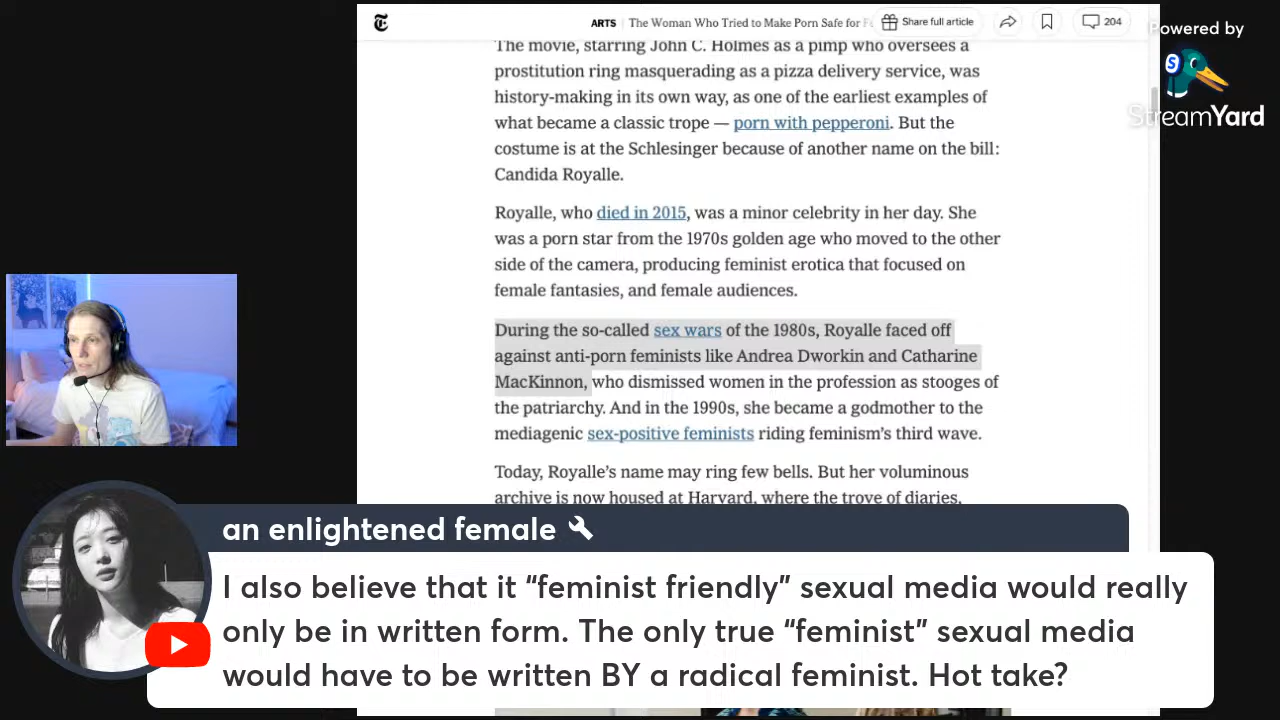 ARTS | The Woman Who Tried to Make Porn Safe for
Share full article
204
Powered by
StreamYard
The movie, starring John C. Holmes as a pimp who oversees a
prostitution ring masquerading as a pizza delivery service, was
history-making in its own way, as one of the earliest examples of
what became a classic trope — porn with pepperoni. But the
costume is at the Schlesinger because of another name on the bill:
Candida Royalle.
Royalle, who died in 2015, was a minor celebrity in her day. She
was a porn star from the 1970s golden age who moved to the other
side of the camera, producing feminist erotica that focused on
female fantasies, and female audiences.
During the so-called sex wars of the 1980s, Royalle faced off
against anti-porn feminists like Andrea Dworkin and Catharine
MacKinnon, who dismissed women in the profession as stooges of
the patriarchy. And in the 1990s, she became a godmother to the
mediagenic sex-positive feminists riding feminism’s third wave.
Today, Royalle’s name may ring few bells. But her voluminous
archive is now housed at Harvard, where the trove of diaries,
an enlightened female
I also believe that it “feminist friendly” sexual media would really
only be in written form. The only true “feminist” sexual media
would have to be written BY a radical feminist. Hot take?